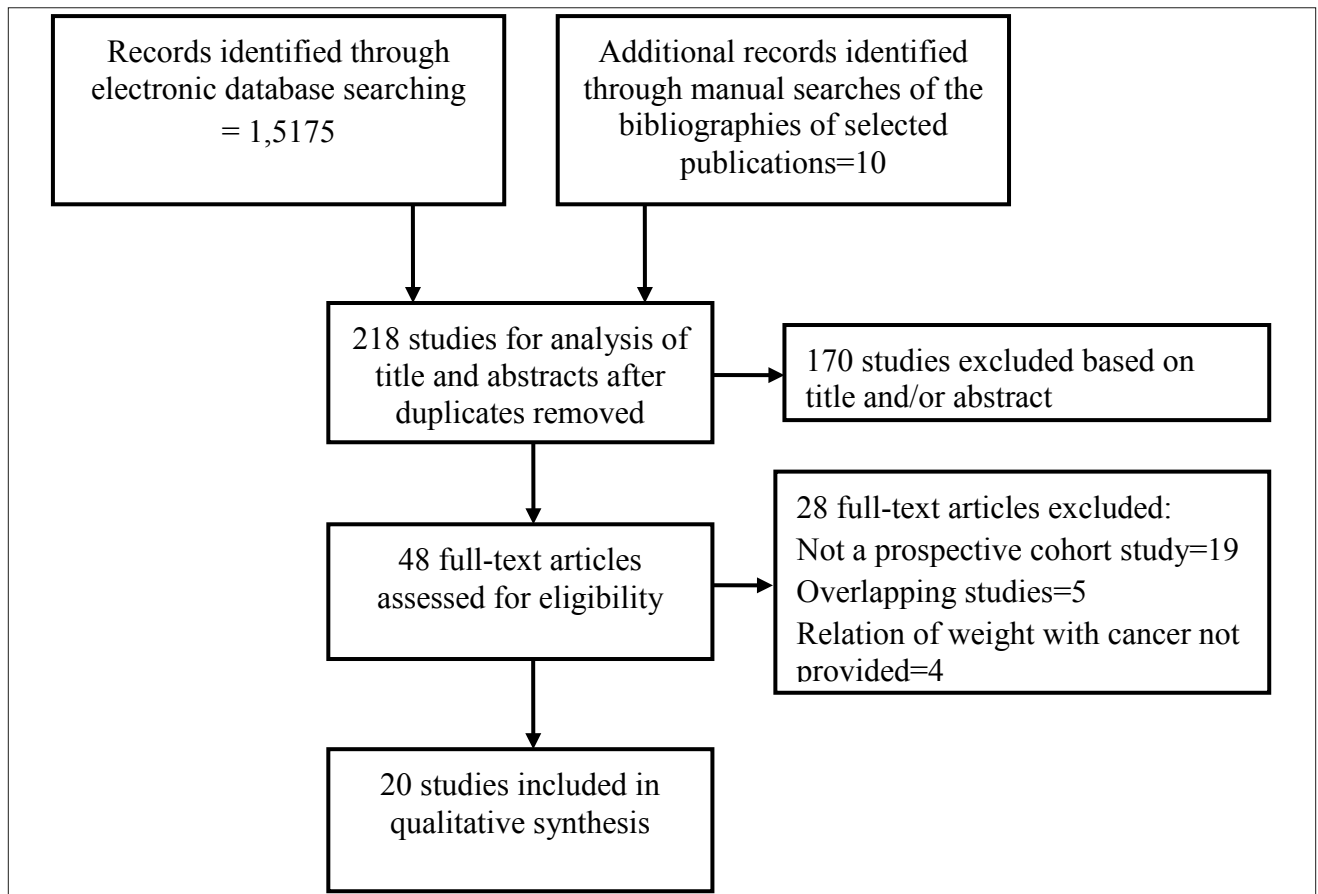 Records identified through
electronic database searching
= 1,5175
Additional records identified
through manual searches of the
bibliographies of selected
publications=10
218 studies for analysis of
title and abstracts after
duplicates removed
170 studies excluded based on
title and/or abstract
48 full-text articles
assessed for eligibility
28 full-text articles excluded:
Not a prospective cohort study=19
Overlapping studies=5
Relation of weight with cancer not
provided=4
20 studies included in
qualitative synthesis